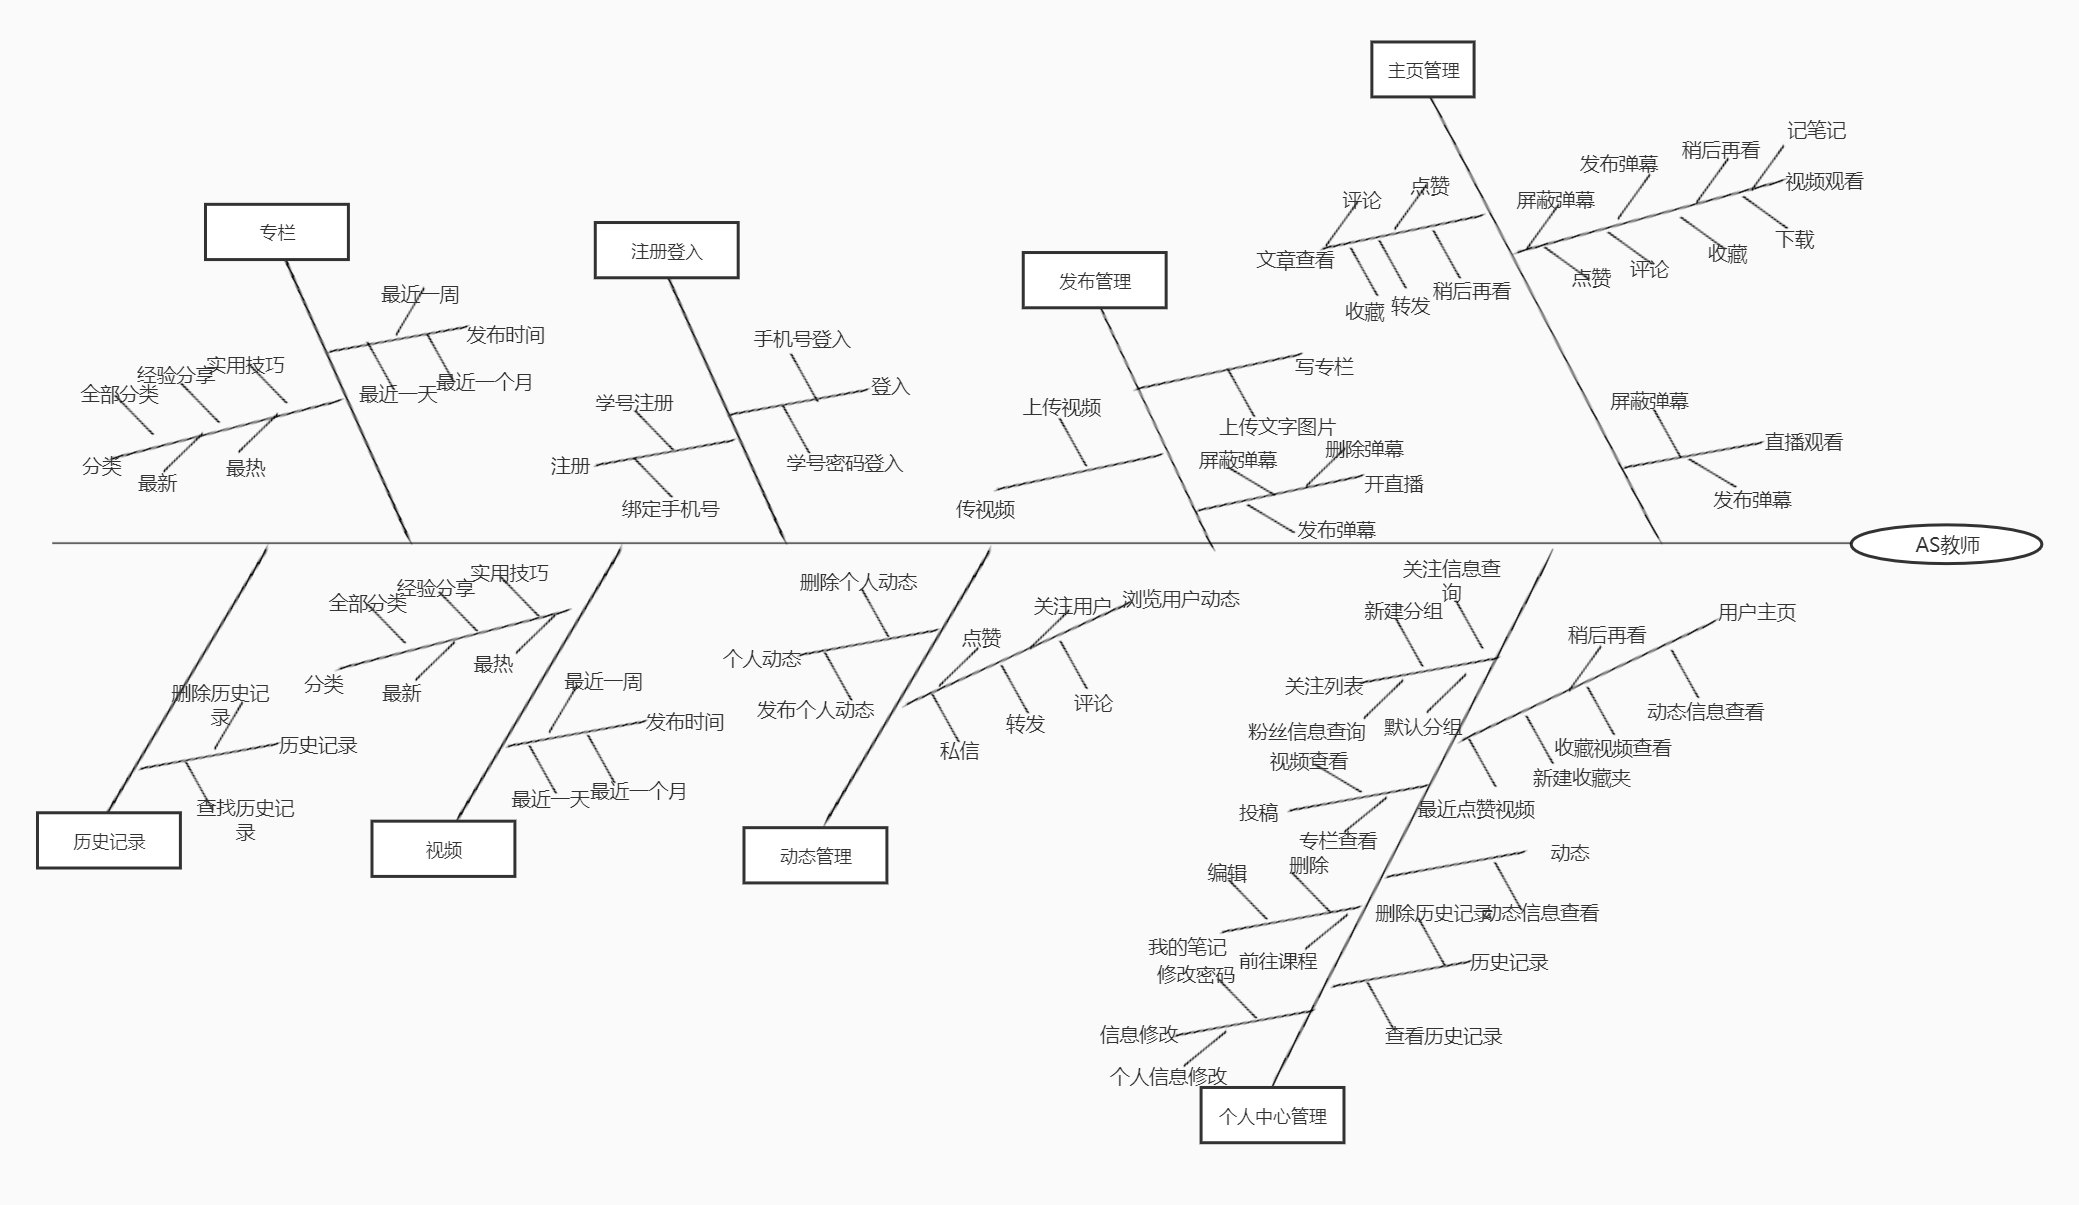 主页管理
记笔记
稍后再看
发布弹幕
视频观看
点赞
评论
屏蔽弹幕
专栏
注册登入
下载
收藏
文章查看
评论
点赞
发布管理
稍后再看
最近一周
转发
收藏
发布时间
手机号登入
实用技巧
写专栏
经验分享
最近一个月
登入
全部分类
最近一天
学号注册
上传视频
屏蔽弹幕
上传文字图片
直播观看
删除弹幕
分类
最热
注册
学号密码登入
屏蔽弹幕
最新
开直播
发布弹幕
绑定手机号
传视频
发布弹幕
AS教师
实用技巧
关注信息查
询
删除个人动态
经验分享
全部分类
关注用户
浏览用户动态
新建分组
用户主页
点赞
稍后再看
个人动态
最热
分类
最新
最近一周
关注列表
删除历史记
录
评论
发布个人动态
动态信息查看
发布时间
转发
粉丝信息查询
默认分组
历史记录
私信
收藏视频查看
视频查看
新建收藏夹
最近一天
最近一个月
查找历史记
录
投稿
最近点赞视频
历史记录
视频
动态管理
专栏查看
动态
编辑
删除
删除历史记录
动态信息查看
我的笔记
前往课程
历史记录
修改密码
信息修改
查看历史记录
个人信息修改
个人中心管理